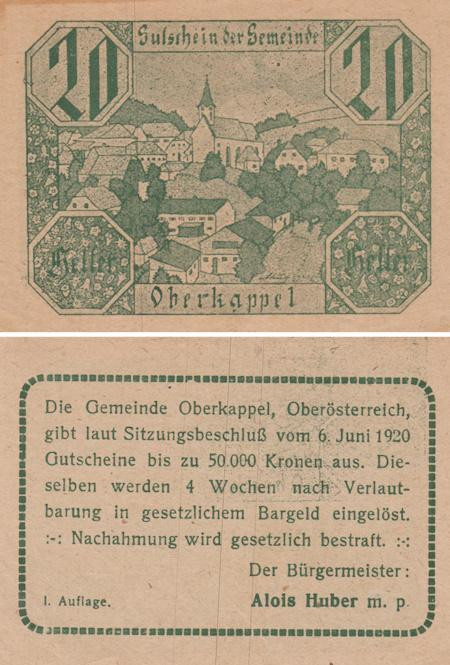 20 Gutschein der Gemeinde 20
Heller Heller
Oberkappel
Die Gemeinde Oberkappel, Oberösterreich,
gibt laut Sitzungsbeschluß vom 6. Juni 1920
Gutscheine bis zu 50.000 Kronen aus. Die-
selben werden 4 Wochen nach Verlaut-
barung in gesetzlichem Bargeld eingelöst.
:-: Nachahmung wird gesetzlich bestraft. :-:
Der Bürgermeister:
I. Auflage. Alois Huber m. p.